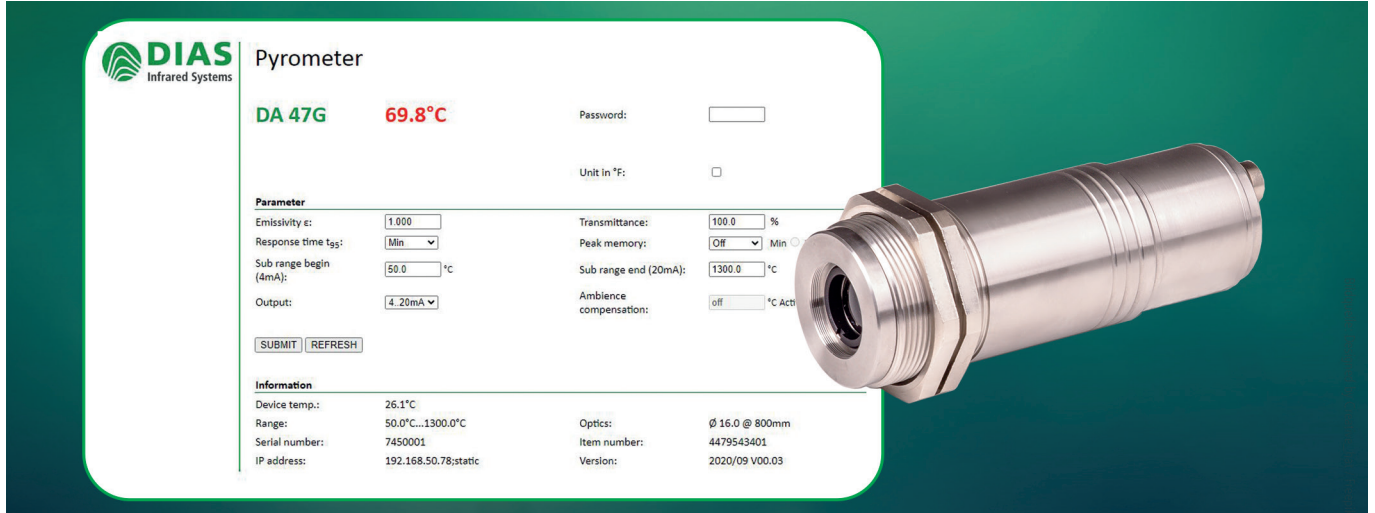 DIAS
Infrared Systems
Pyrometer
DA 47G 69.8°C Password:
Unit in °F:
Parameter
Emissivity ε: 1.000 Transmittance: 100.0 %
Response time t₉₅: Min Peak memory: Off Min
Sub range begin
(4mA): 50.0 °C Sub range end (20mA): 1300.0 °C
Output: 4..20mA Ambience
compensation: off °C
SUBMIT REFRESH
Information
Device temp.: 26.1°C
Range: 50.0°C...1300.0°C Optics: Ø 16.0 @ 800mm
Serial number: 7450001 Item number: 4479543401
IP address: 192.168.50.78;static Version: 2020/09 V00.03